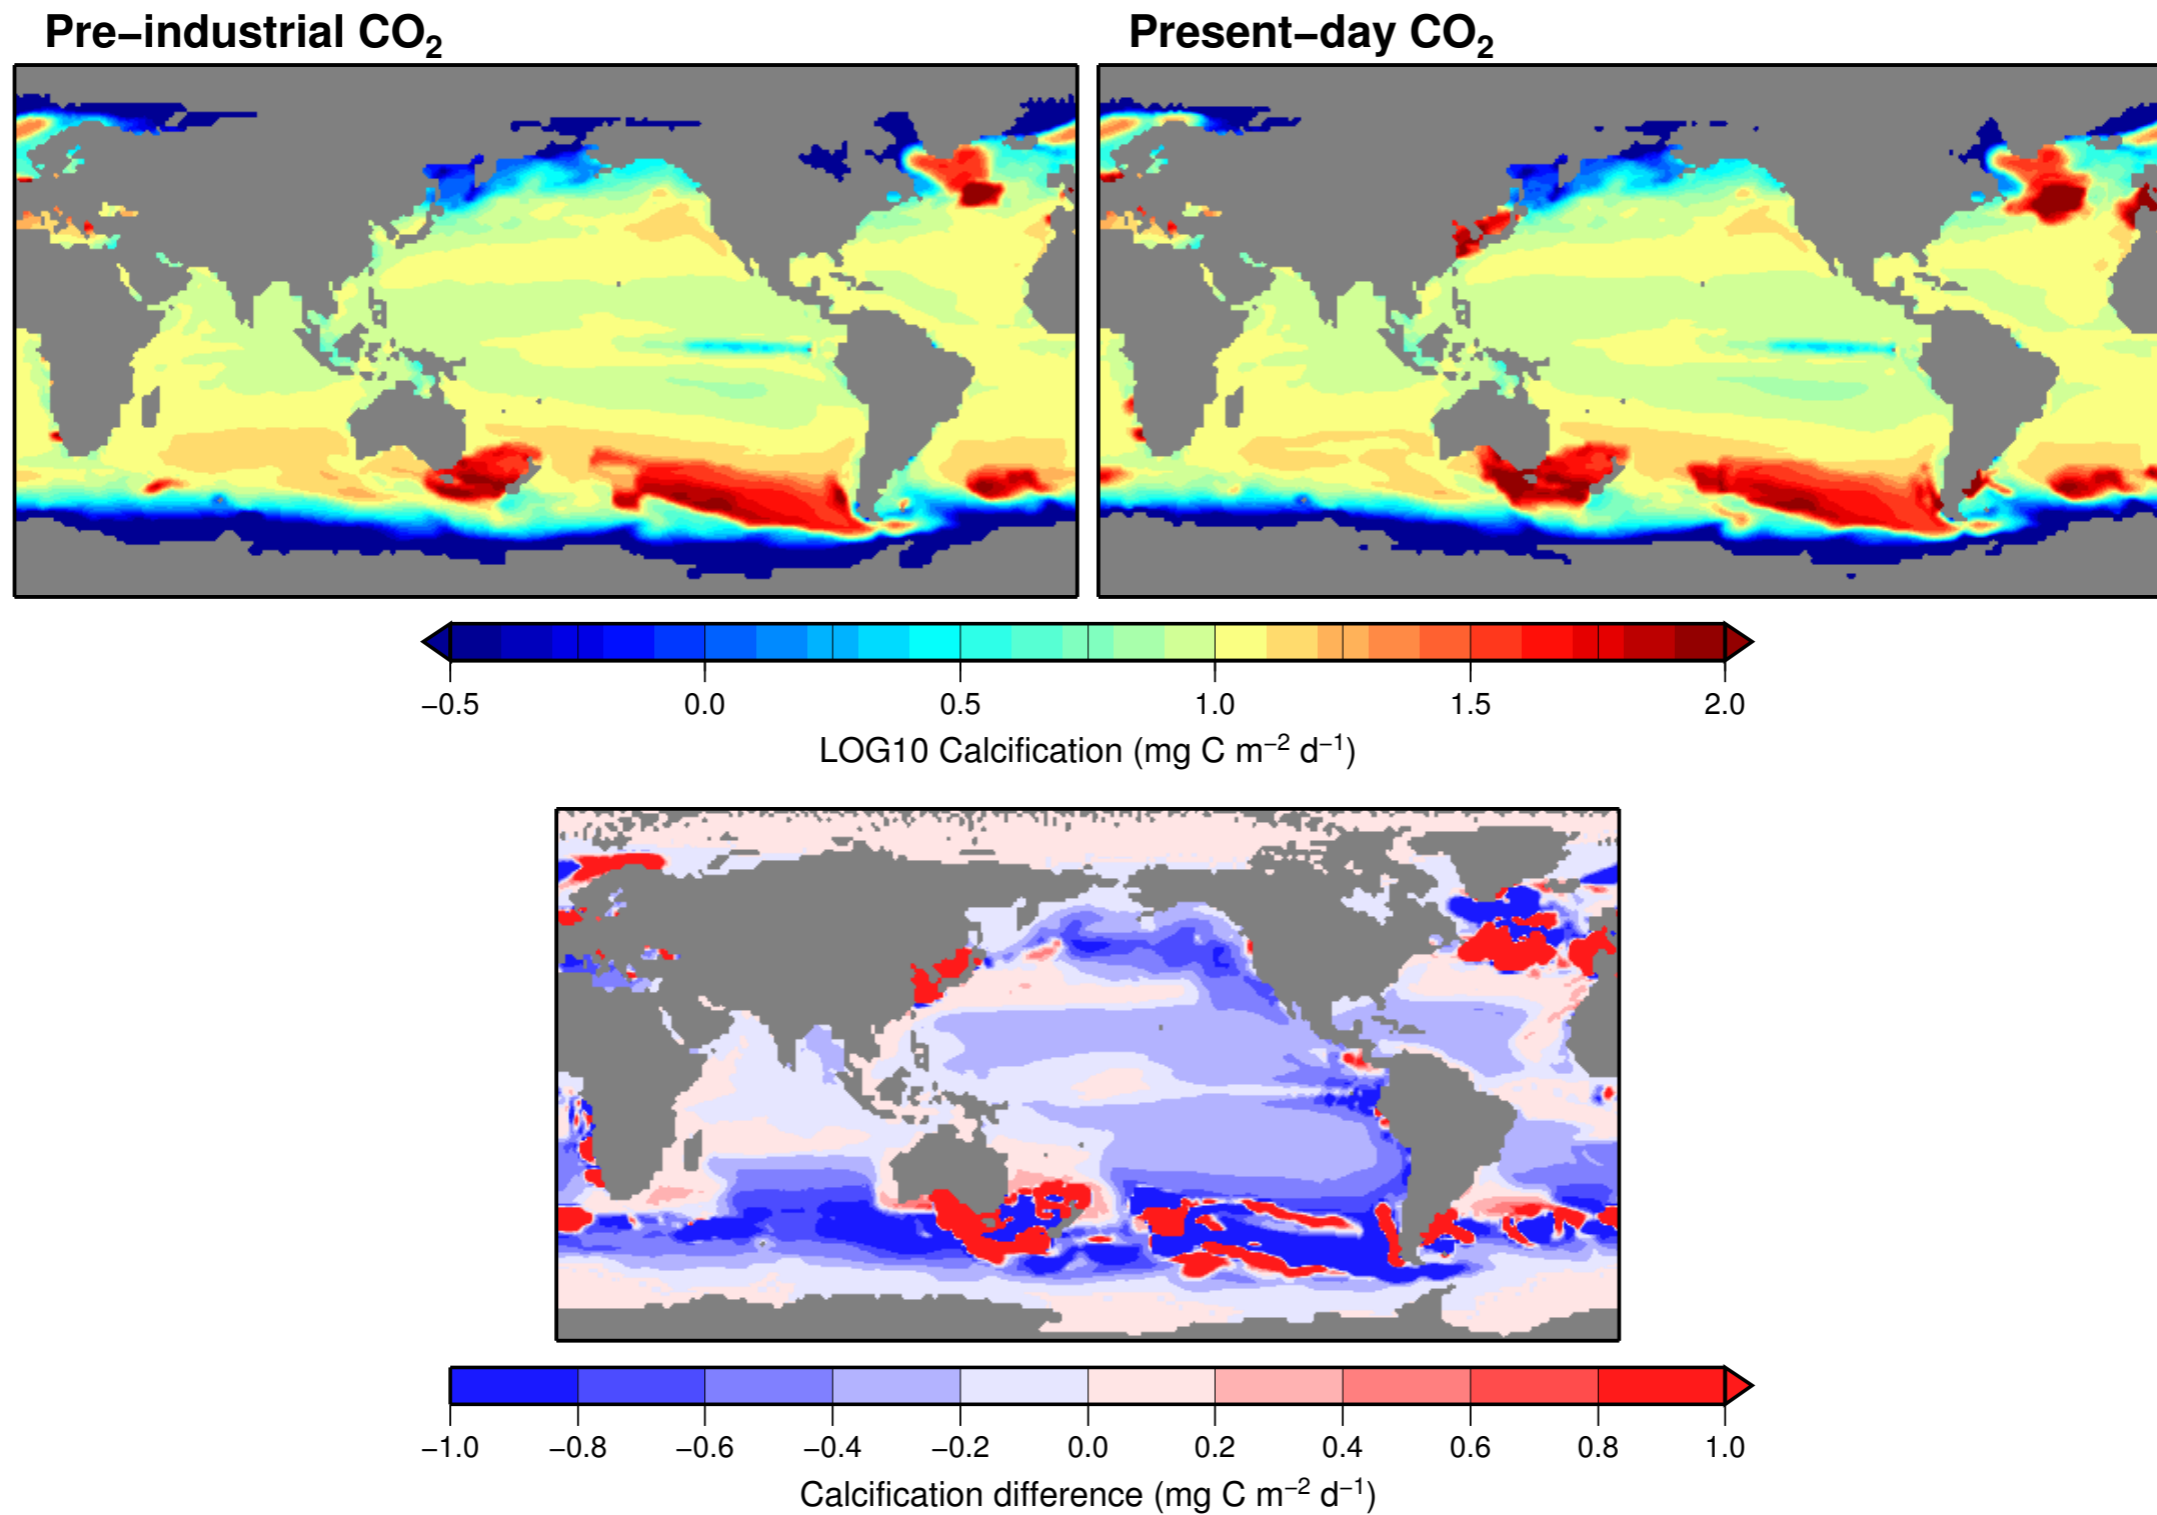 Pre−industrial CO₂
Present−day CO₂
−0.5 0.0 0.5 1.0 1.5 2.0
LOG10 Calcification (mg C m⁻² d⁻¹)
−1.0 −0.8 −0.6 −0.4 −0.2 0.0 0.2 0.4 0.6 0.8 1.0
Calcification difference (mg C m⁻² d⁻¹)